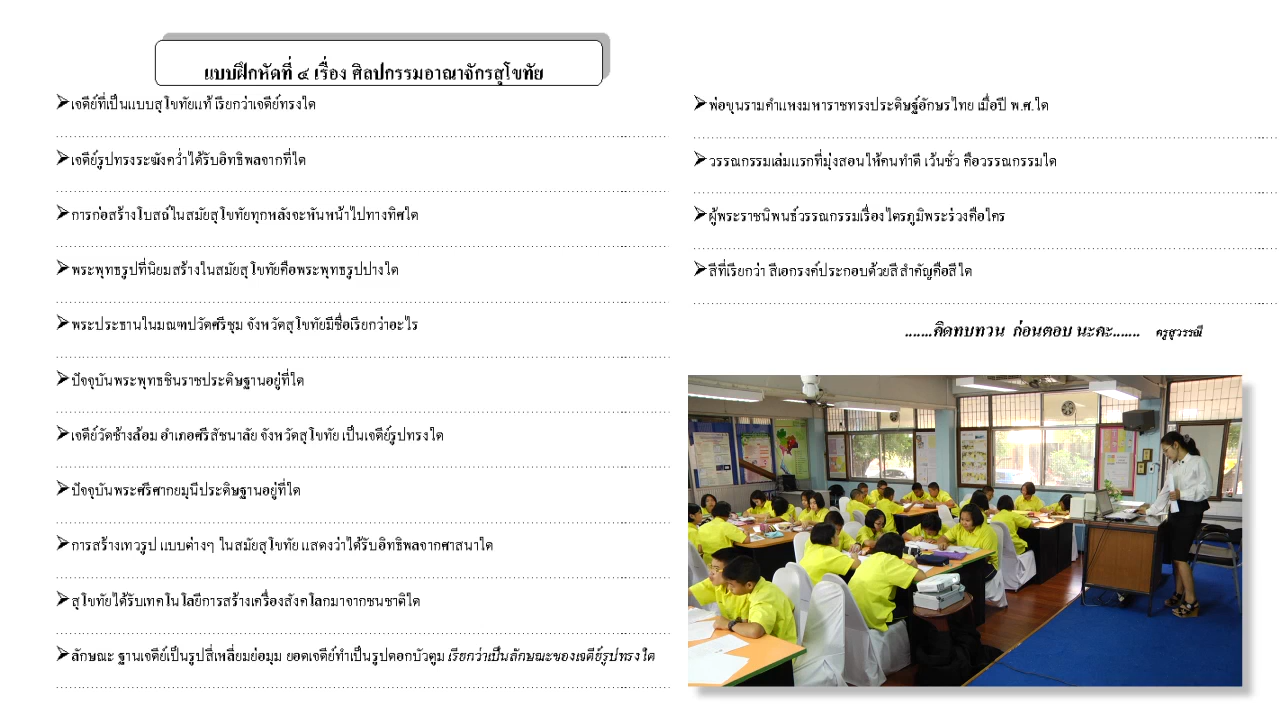 แบบฝึกหัดที่ ๔ เรื่อง ศิลปกรรมอาณาจักรสุโขทัย
➢เจดีย์ที่เป็นแบบสุโขทัยแท้ เรียกว่าเจดีย์ทรงใด
➢เจดีย์รูปทรงระฆังคว่ำได้รับอิทธิพลจากที่ใด
➢การก่อสร้างโบสถ์ในสมัยสุโขทัยทุกหลังจะหันหน้าไปทางทิศใด
➢พระพุทธรูปที่นิยมสร้างในสมัยสุโขทัยคือพระพุทธรูปปางใด
➢พระประธานในมณฑปวัดศรีชุม จังหวัดสุโขทัยมีชื่อเรียกว่าอะไร
➢ปัจจุบันพระพุทธชินราชประดิษฐานอยู่ที่ใด
➢เจดีย์วัดช้างล้อม อำเภอศรีสัชนาลัย จังหวัดสุโขทัย เป็นเจดีย์รูปทรงใด
➢ปัจจุบันพระศรีศากยมุนีประดิษฐานอยู่ที่ใด
➢การสร้างเทวรูป แบบต่างๆ ในสมัยสุโขทัย แสดงว่าได้รับอิทธิพลจากศาสนาใด
➢สุโขทัยได้รับเทคโนโลยีการสร้างเครื่องสังคโลกมาจากชนชาติใด
➢ลักษณะ ฐานเจดีย์เป็นรูปสี่เหลี่ยมย่อมุม ยอดเจดีย์ทำเป็นรูปดอกบัวตูม เรียกว่าเป็นลักษณะของเจดีย์รูปทรงใด
➢พ่อขุนรามคำแหงมหาราชทรงประดิษฐ์อักษรไทย เมื่อปี พ.ศ.ใด
➢วรรณกรรมเล่มแรกที่มุ่งสอนให้คนทำดี เว้นชั่ว คือวรรณกรรมใด
➢ผู้พระราชนิพนธ์วรรณกรรมเรื่องไตรภูมิพระร่วงคือใคร
➢สีที่เรียกว่า สีเอกรงค์ประกอบด้วยสีสำคัญคือสีใด
.......คิดทบทวน ก่อนตอบ นะคะ....... ครูสุวรรณี